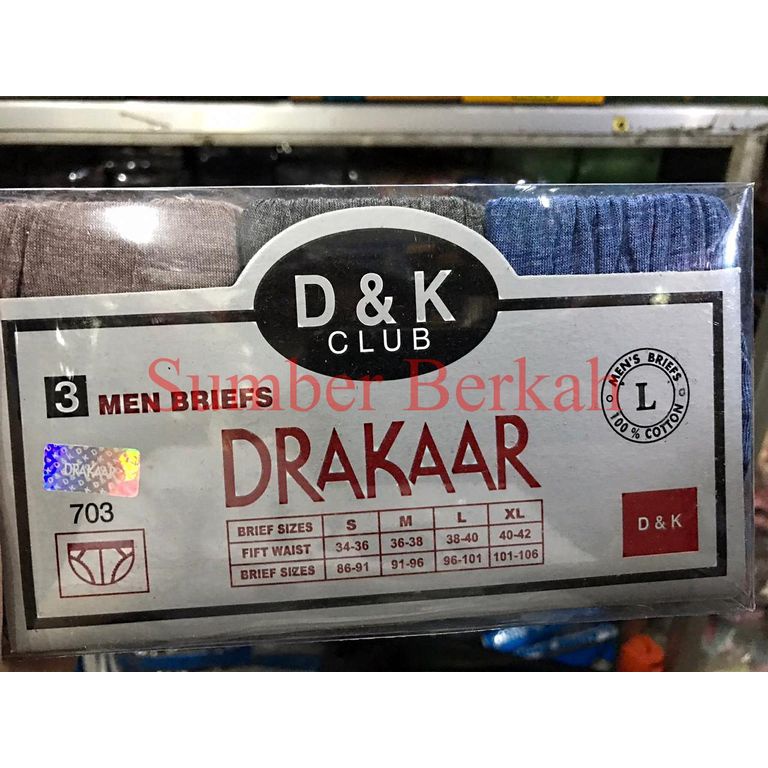 D & K
CLUB
Sumber Berkah
3 MEN BRIEFS
MEN'S BRIEFS
L
100% COTTON
DRAKAAR
DRAKAAR
703
BRIEF SIZES S M L XL
FIFT WAIST 34-36 36-38 38-40 40-42
BRIEF SIZES 86-91 91-96 96-101 101-106
D & K